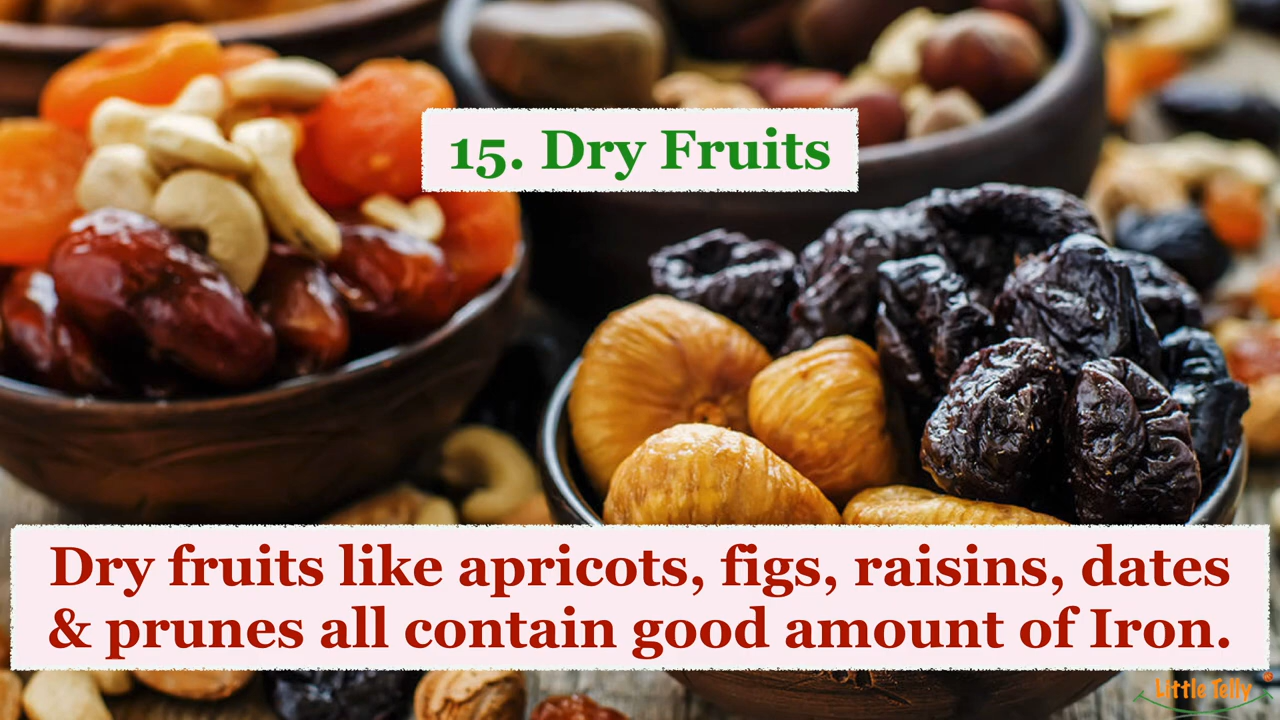 15. Dry Fruits
Dry fruits like apricots, figs, raisins, dates
& prunes all contain good amount of Iron.
Little Telly